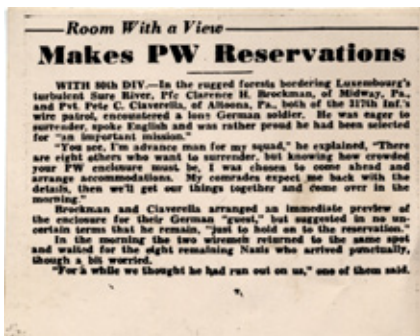 Room With a View
Makes PW Reservations
WITH 80th DIV.—In the rugged forests bordering Luxembourg's
turbulent Sure River, Pfc Clarence H. Brockman, of Midway, Pa.,
and Pvt. Pete C. Claverella, of Altoona, Pa., both of the 317th Inf.'s
wire patrol, encountered a lone German soldier. He was eager to
surrender, spoke English and was rather proud he had been selected
for "an important mission."
"You see, I'm advance man for my squad," he explained, "There
are eight others who want to surrender, but knowing how crowded
your PW enclosure must be, I was chosen to come ahead and
arrange accommodations. My comrades expect me back with the
details, then we'll get our things together and come over in the
morning."
Brockman and Claverella arranged an immediate preview of
the enclosure for their German "guest," but suggested in no un-
certain terms that he remain, "just to hold on to the reservation."
In the morning the two wiremen returned to the same spot
and waited for the eight remaining Nazis who arrived punctually,
though a bit worried.
"For a while we thought he had run out on us," one of them said.